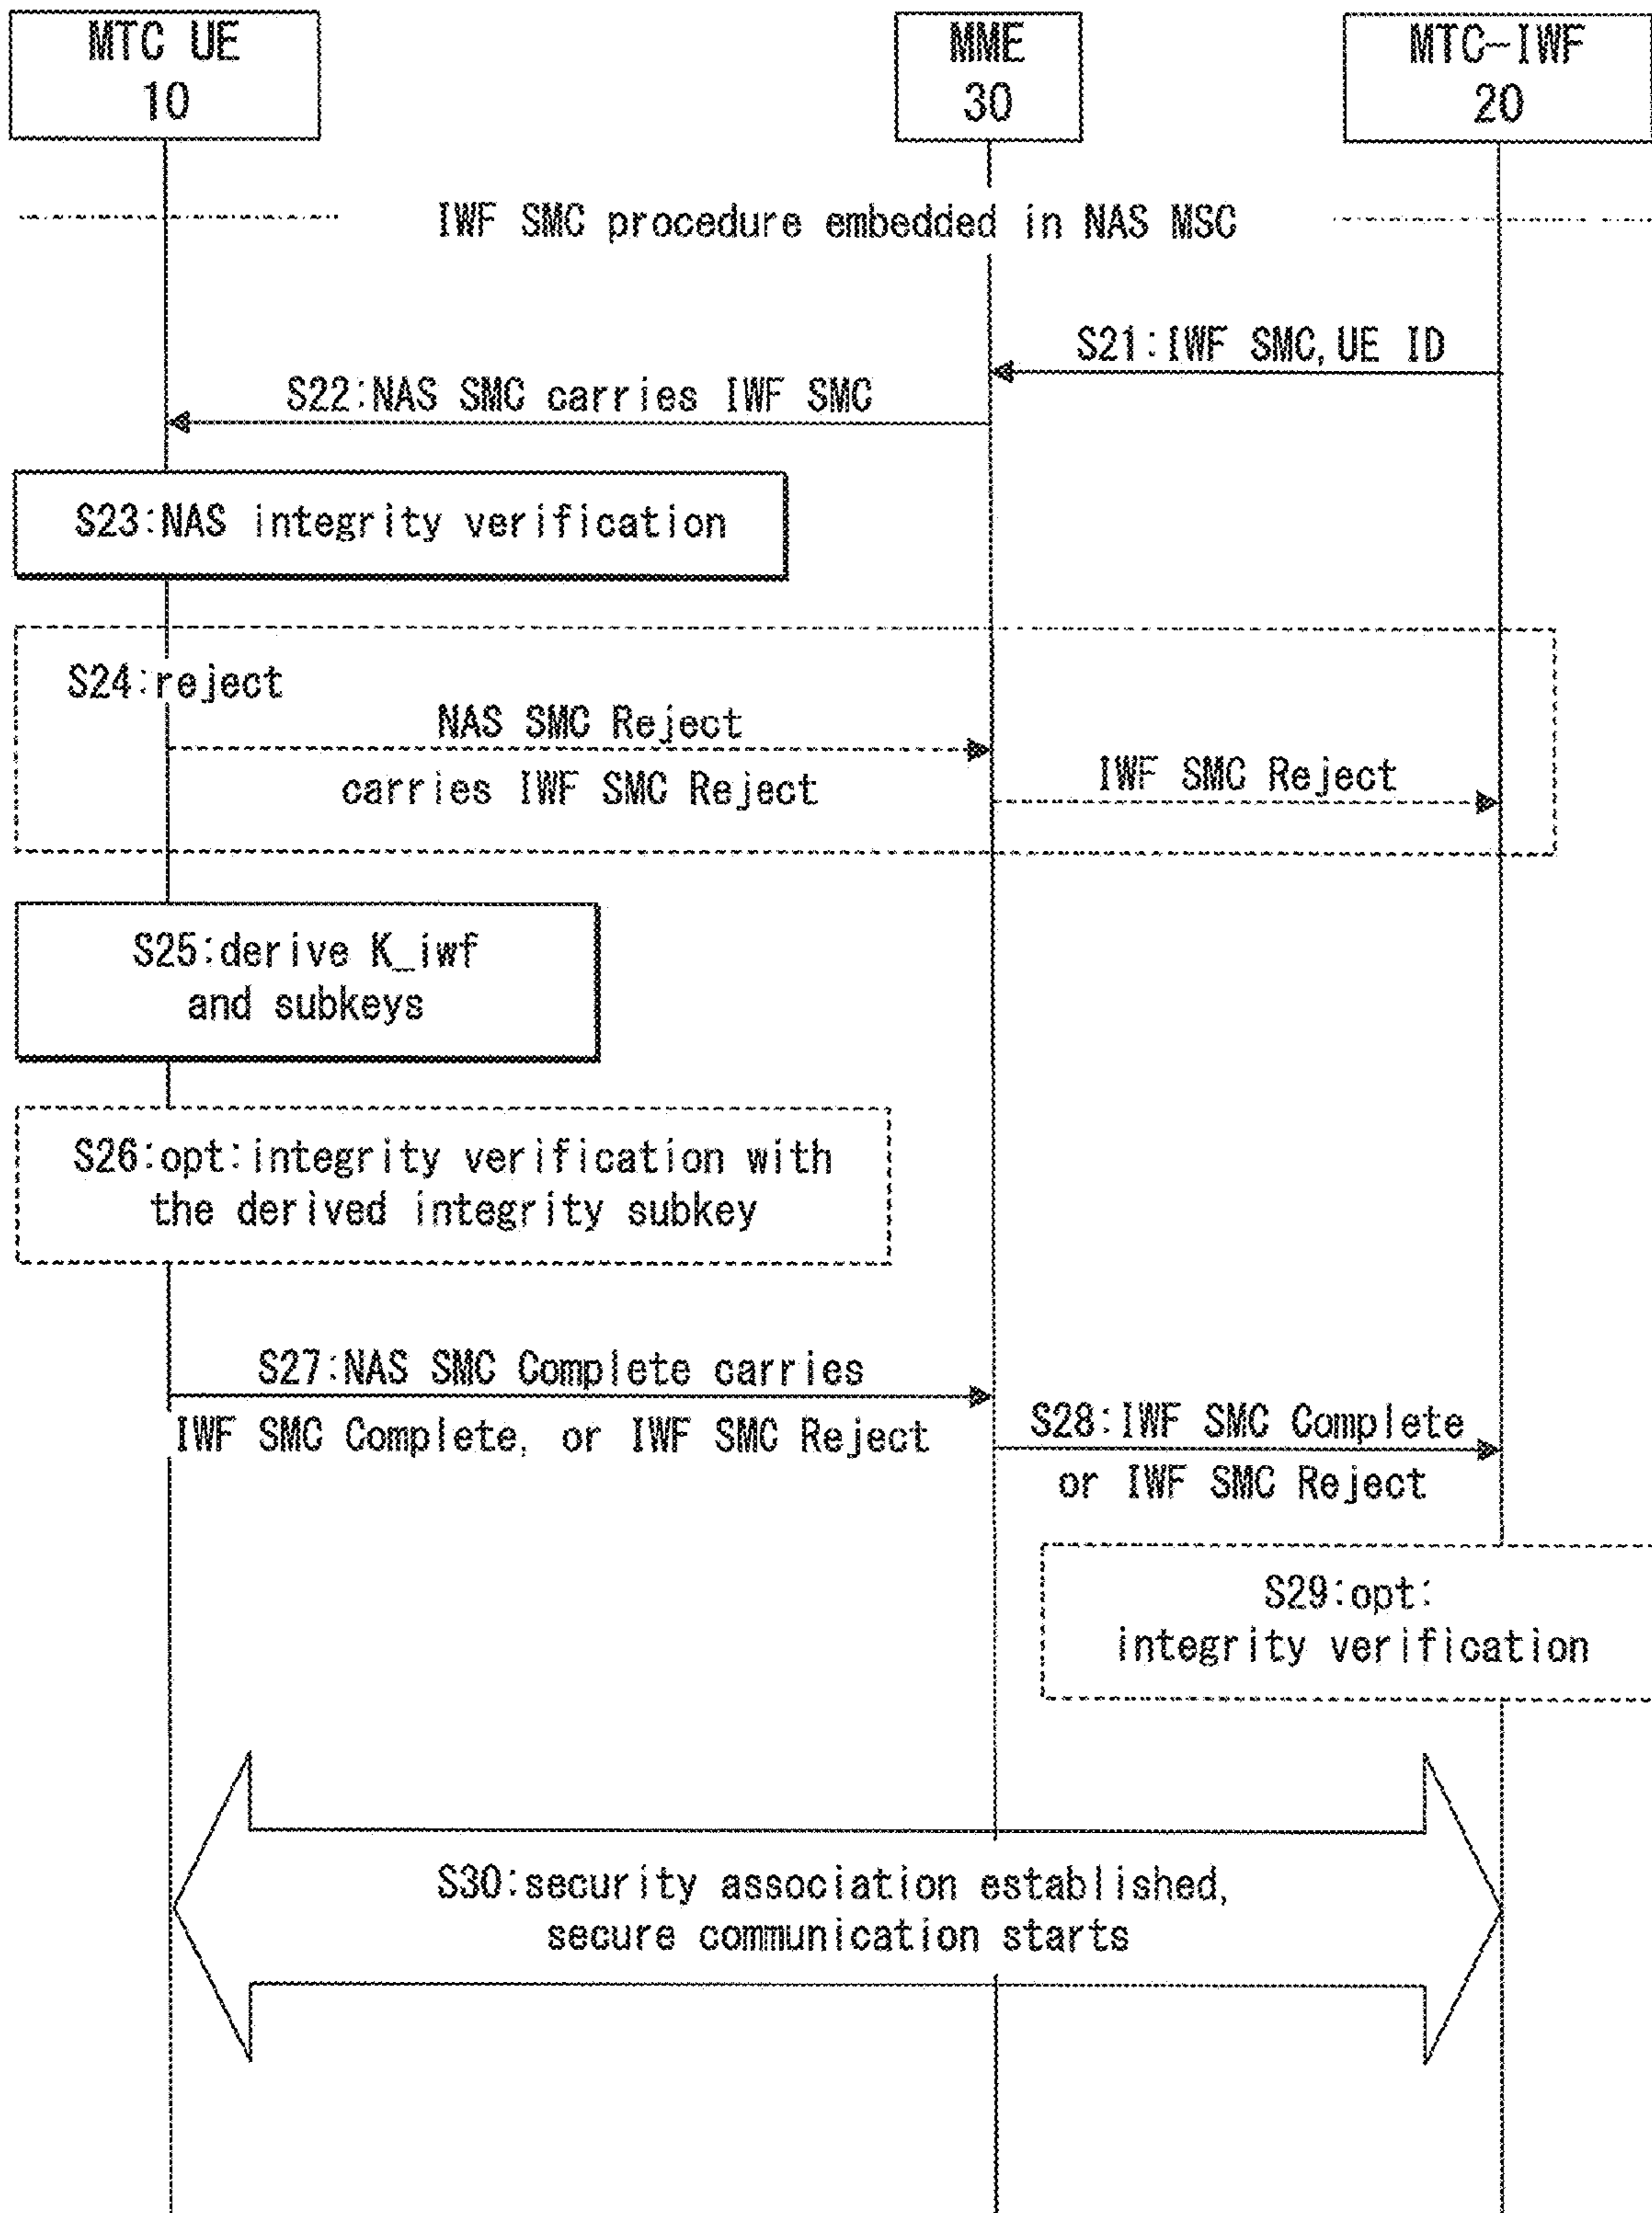 MTC UE
10
MME
30
MTC-IWF
20
IWF SMC procedure embedded in NAS MSC
S21:IWF SMC, UE ID
S22:NAS SMC carries IWF SMC
S23:NAS integrity verification
S24:reject
NAS SMC Reject
carries IWF SMC Reject
IWF SMC Reject
S25:derive K_iwf
and subkeys
S26:opt:integrity verification with
the derived integrity subkey
S27:NAS SMC Complete carries
IWF SMC Complete, or IWF SMC Reject
S28:IWF SMC Complete
or IWF SMC Reject
S29:opt:
integrity verification
S30:security association established,
secure communication starts